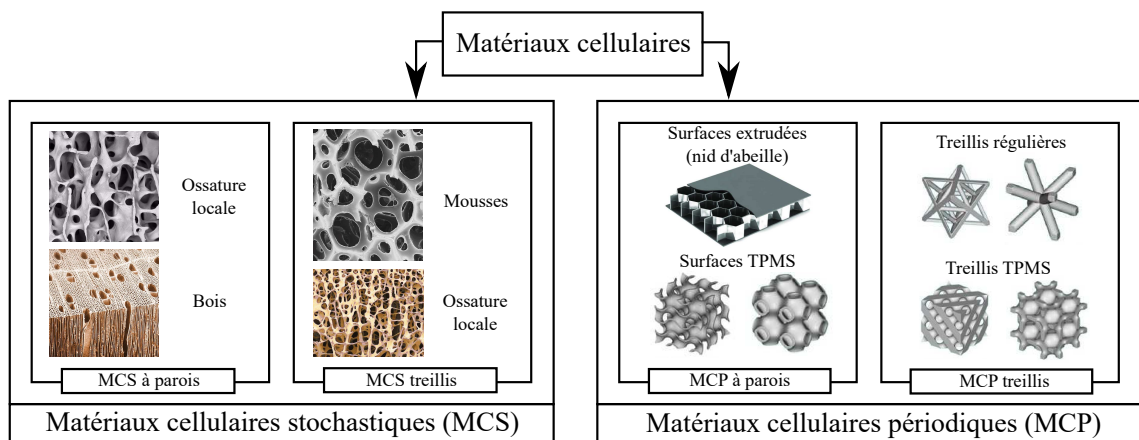 Matériaux cellulaires
Ossature
locale
Bois
MCS à parois
Mousses
Ossature
locale
MCS treillis
Matériaux cellulaires stochastiques (MCS)
Surfaces extrudées
(nid d'abeille)
Surfaces TPMS
MCP à parois
Treillis régulières
Treillis TPMS
MCP treillis
Matériaux cellulaires périodiques (MCP)